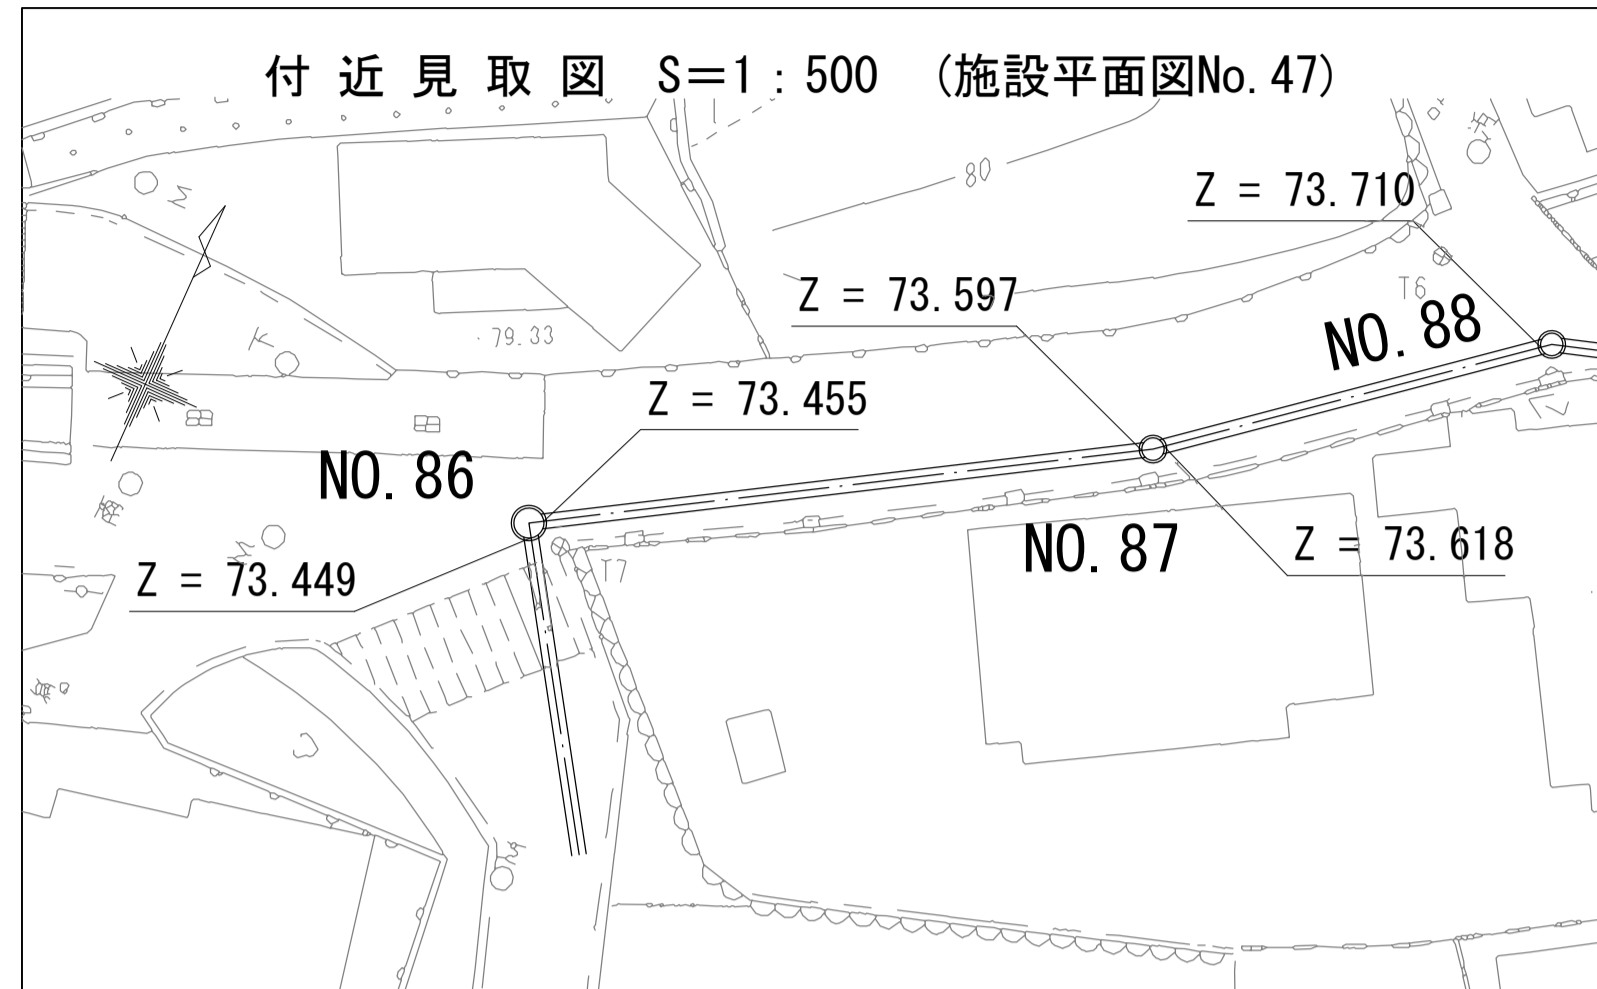 付近見取図 S=1:500 (施設平面図No.47)
80
Z = 73.710
Z = 73.597
T6
NO.88
79.33
Z = 73.455
NO.86
NO.87
Z = 73.618
Z = 73.449
T7